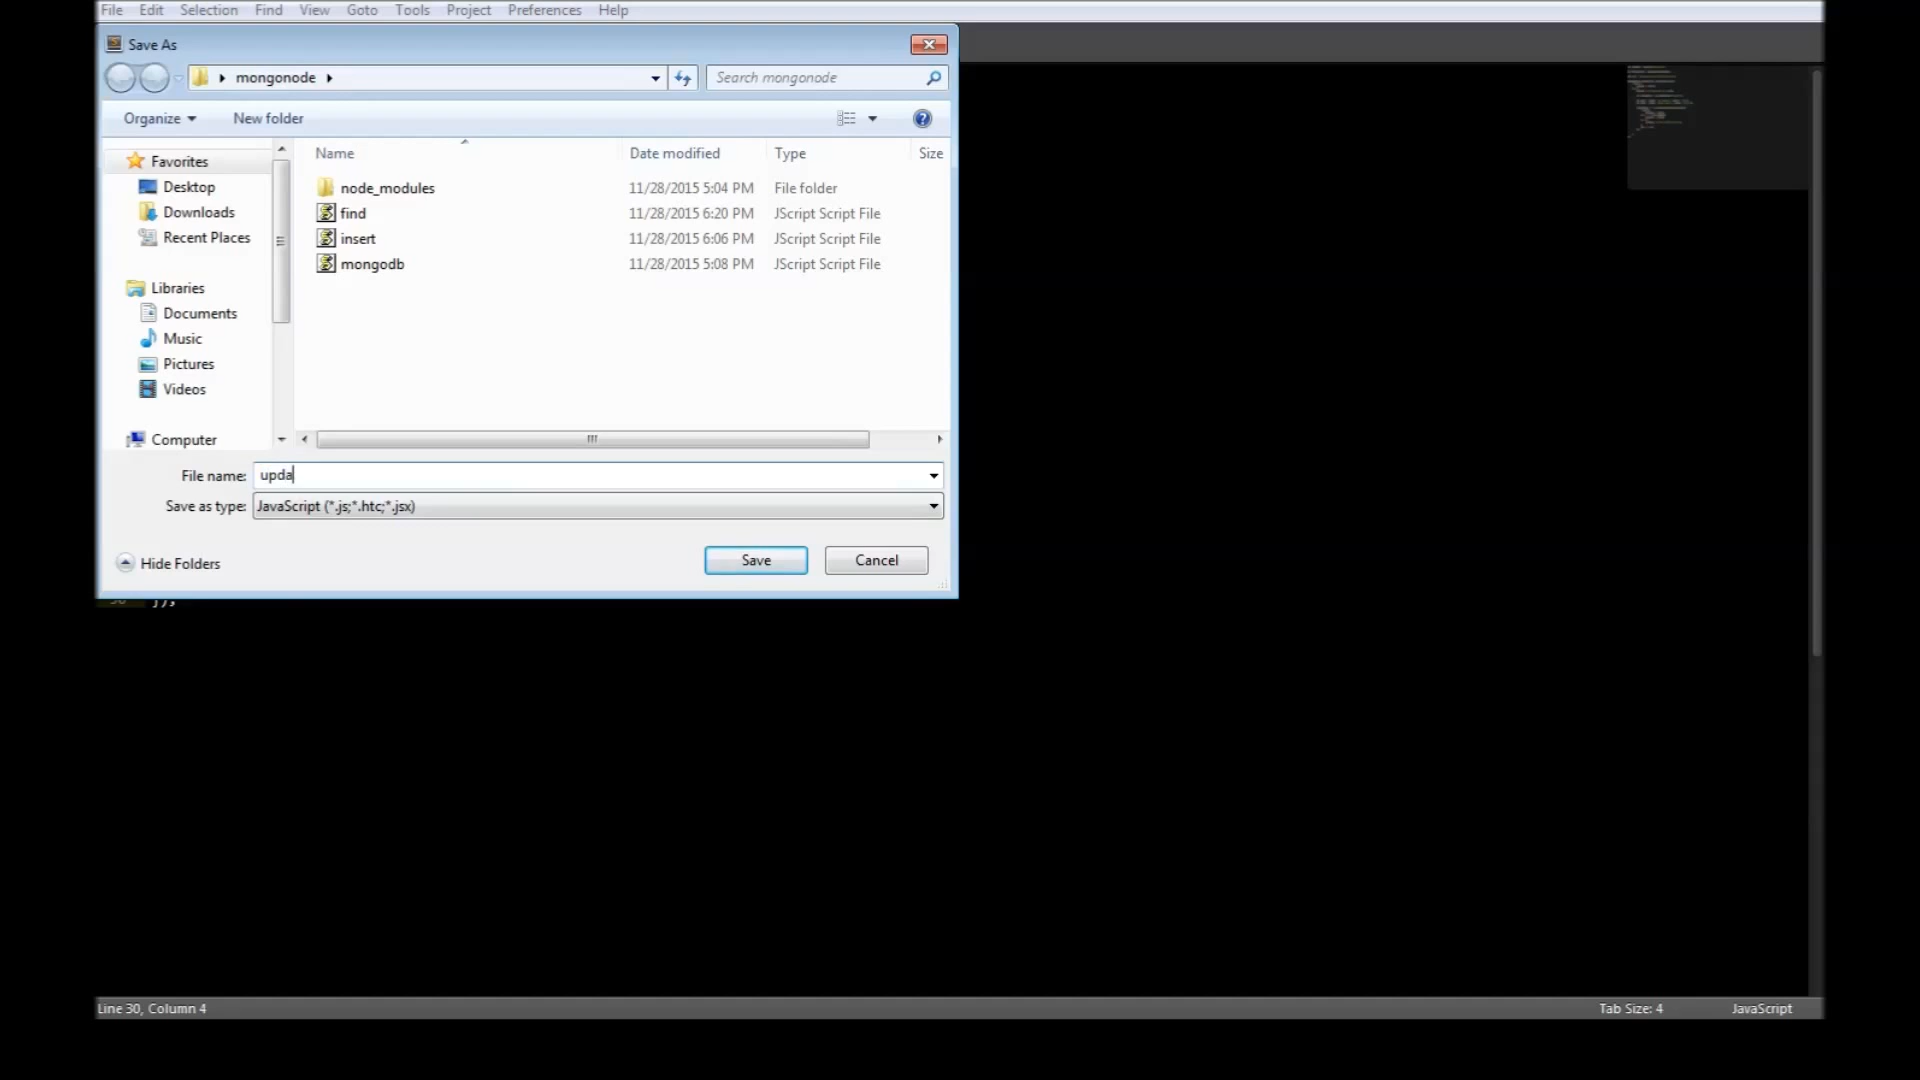 File Edit Selection Find View Goto Tools Project Preferences Help
Save As
mongonode
Search mongonode
Organize New folder
Name Date modified Type Size
Favorites
Desktop
Downloads
Recent Places
Libraries
Documents
Music
Pictures
Videos
Computer
node_modules 11/28/2015 5:04 PM File folder
find 11/28/2015 6:20 PM JScript Script File
insert 11/28/2015 6:06 PM JScript Script File
mongodb 11/28/2015 5:08 PM JScript Script File
File name: upda
Save as type: JavaScript (*.js;*.htc;*.jsx)
Hide Folders Save Cancel
});
Line 30, Column 4 Tab Size: 4 JavaScript